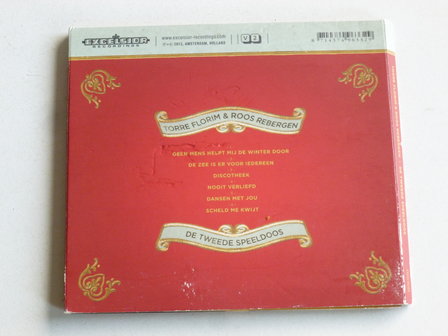 EXCELSIOR
RECORDINGS
www.excelsior-recordings.com
2012, AMSTERDAM, HOLLAND
V2
TORRE FLORIM & ROOS REBERGEN
GEEN MENS HELPT MIJ DE WINTER DOOR
DE ZEE IS ER VOOR IEDEREEN
DISCOTHEEK
NOOIT VERLIEFD
DANSEN MET JOU
SCHELD ME KWIJT
DE TWEEDE SPEELDOOS